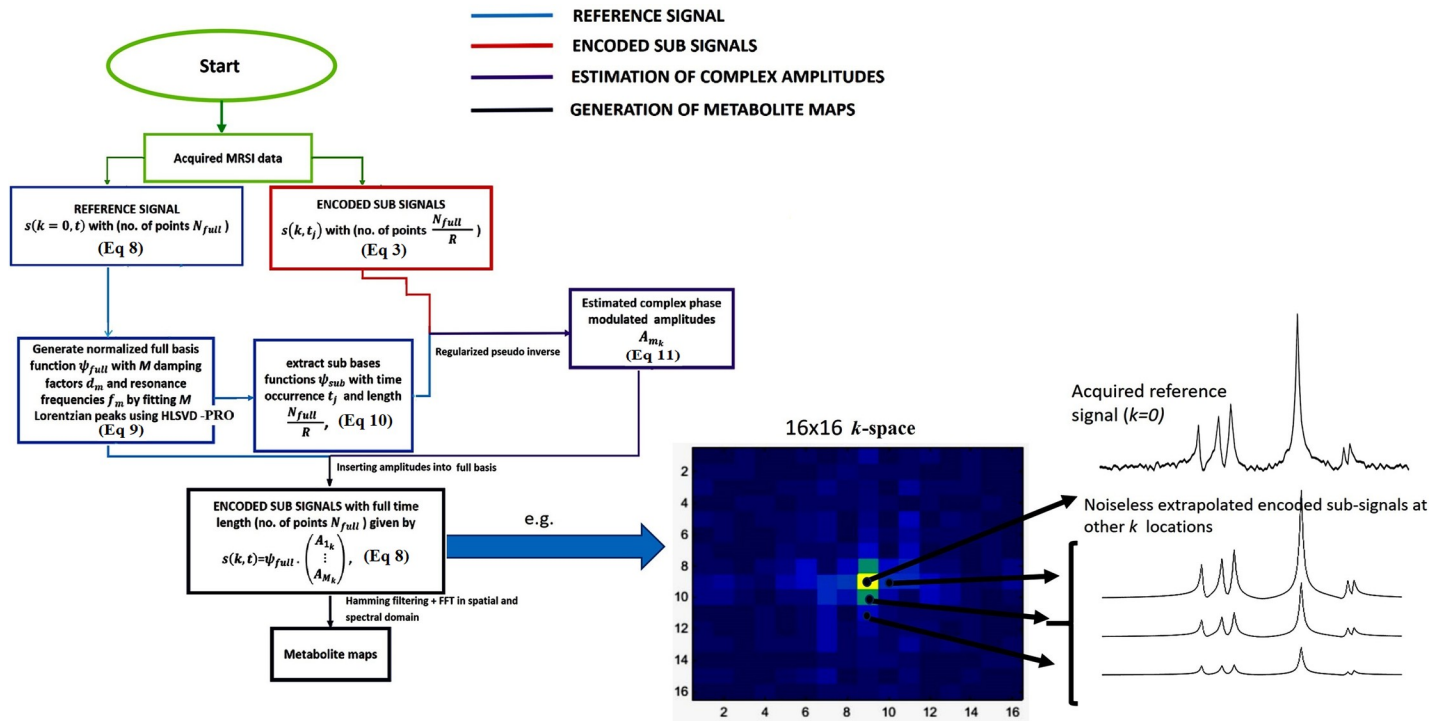 REFERENCE SIGNAL
ENCODED SUB SIGNALS
ESTIMATION OF COMPLEX AMPLITUDES
GENERATION OF METABOLITE MAPS
Start
Acquired MRSI data
REFERENCE SIGNAL
s(k = 0, t) with (no. of points N_full )
(Eq 8)
ENCODED SUB SIGNALS
s(k, t_j) with (no. of points N_full / R )
(Eq 3)
Generate normalized full basis
function ψ_full with M damping
factors d_m and resonance
frequencies f_m by fitting M
Lorentzian peaks using HLSVD -PRO
(Eq 9)
extract sub bases
functions ψ_sub with time
occurrence t_j and length
N_full / R, (Eq 10)
Regularized pseudo inverse
Estimated complex phase
modulated amplitudes
A_m_k
(Eq 11)
Inserting amplitudes into full basis
ENCODED SUB SIGNALS with full time
length (no. of points N_full ) given by
s(k, t)=ψ_full . (A_1_k ⋮ A_M_k), (Eq 8)
Hamming filtering + FFT in spatial and
spectral domain
Metabolite maps
e.g.
16x16 k-space
2
4
6
8
10
12
14
16
2 4 6 8 10 12 14 16
Acquired reference
signal (k=0)
Noiseless extrapolated encoded sub-signals at
other k locations